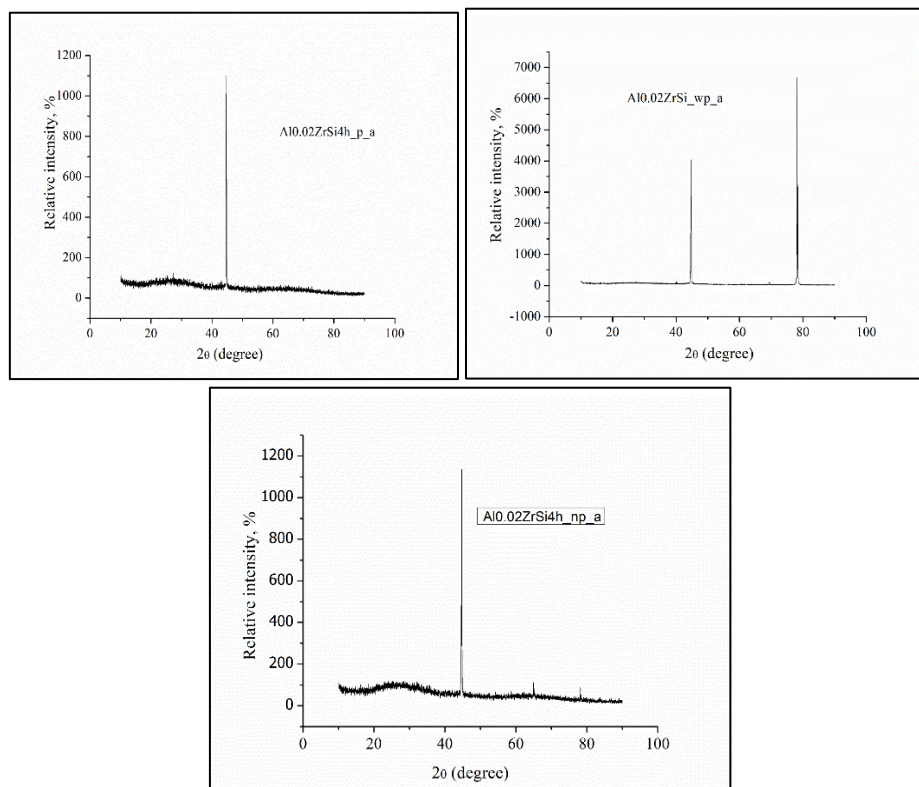 1200
1000
800
600
400
200
0
Relative intensity, %
Al0.02ZrSi4h_p_a
0 20 40 60 80 100
2θ (degree)
7000
6000
5000
4000
3000
2000
1000
0
-1000
Relative intensity, %
Al0.02ZrSi_wp_a
0 20 40 60 80 100
2θ (degree)
1200
1000
800
600
400
200
0
Relative intensity, %
Al0.02ZrSi4h_np_a
0 20 40 60 80 100
2θ (degree)